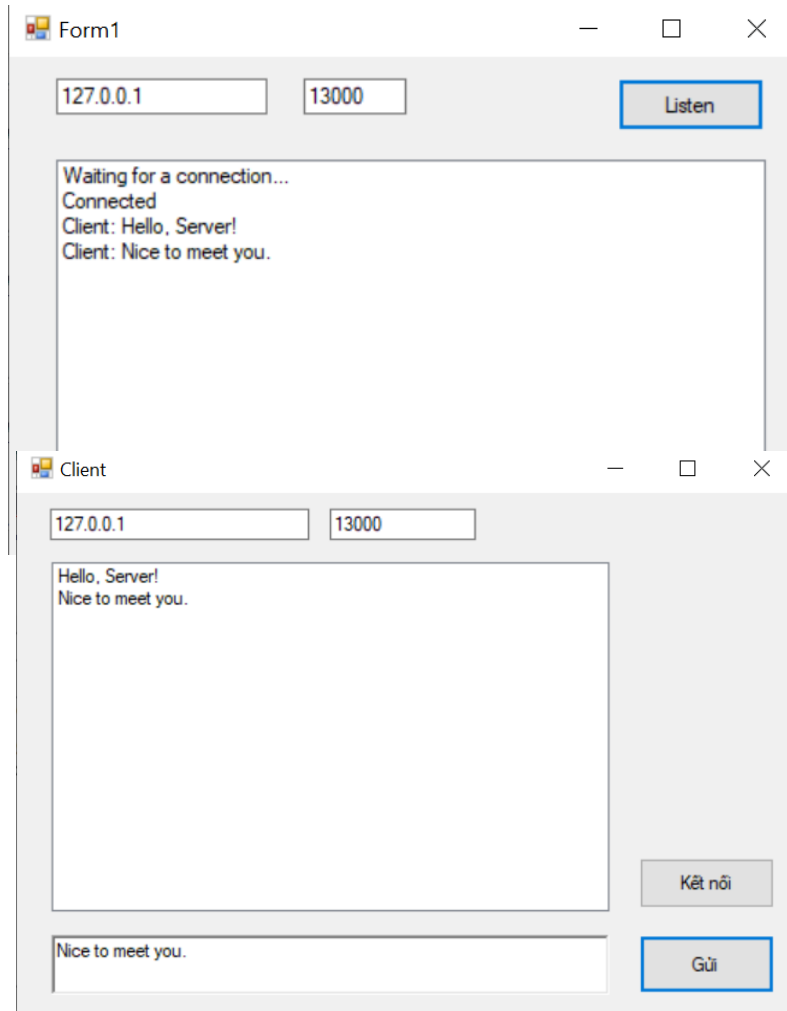 Form1
127.0.0.1 13000 Listen
Waiting for a connection...
Connected
Client: Hello, Server!
Client: Nice to meet you.
Client
127.0.0.1 13000
Hello, Server!
Nice to meet you.
Kết nối
Nice to meet you.
Gửi